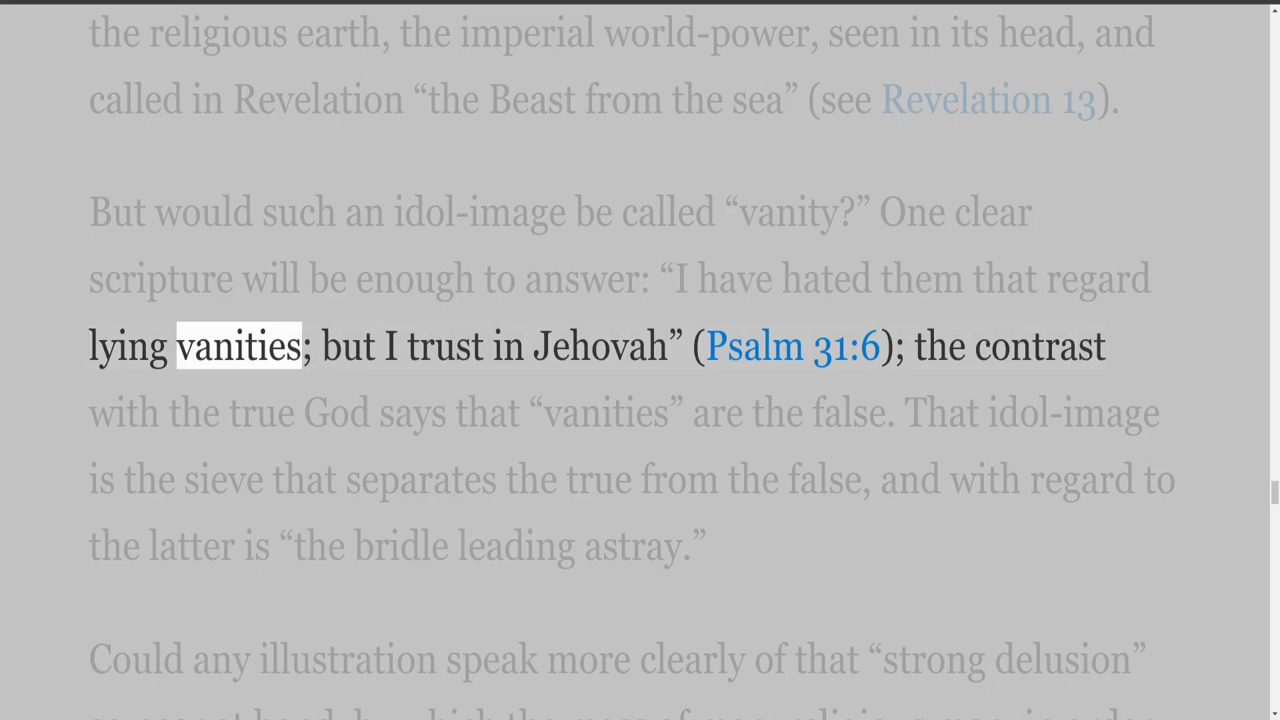 the religious earth, the imperial world-power, seen in its head, and
called in Revelation “the Beast from the sea” (see Revelation 13).
But would such an idol-image be called “vanity?” One clear
scripture will be enough to answer: “I have hated them that regard
lying vanities; but I trust in Jehovah” (Psalm 31:6); the contrast
with the true God says that “vanities” are the false. That idol-image
is the sieve that separates the true from the false, and with regard to
the latter is “the bridle leading astray.”
Could any illustration speak more clearly of that “strong delusion”